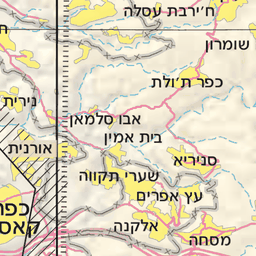 ח'ירבת עסלה
שומרון
כפר ת'ולת
נירית
אבו סלמאן
בית אמין
אורנית
סניריא
שערי תקווה
עץ אפרים
כפר
קאס
אלקנה
מסחה